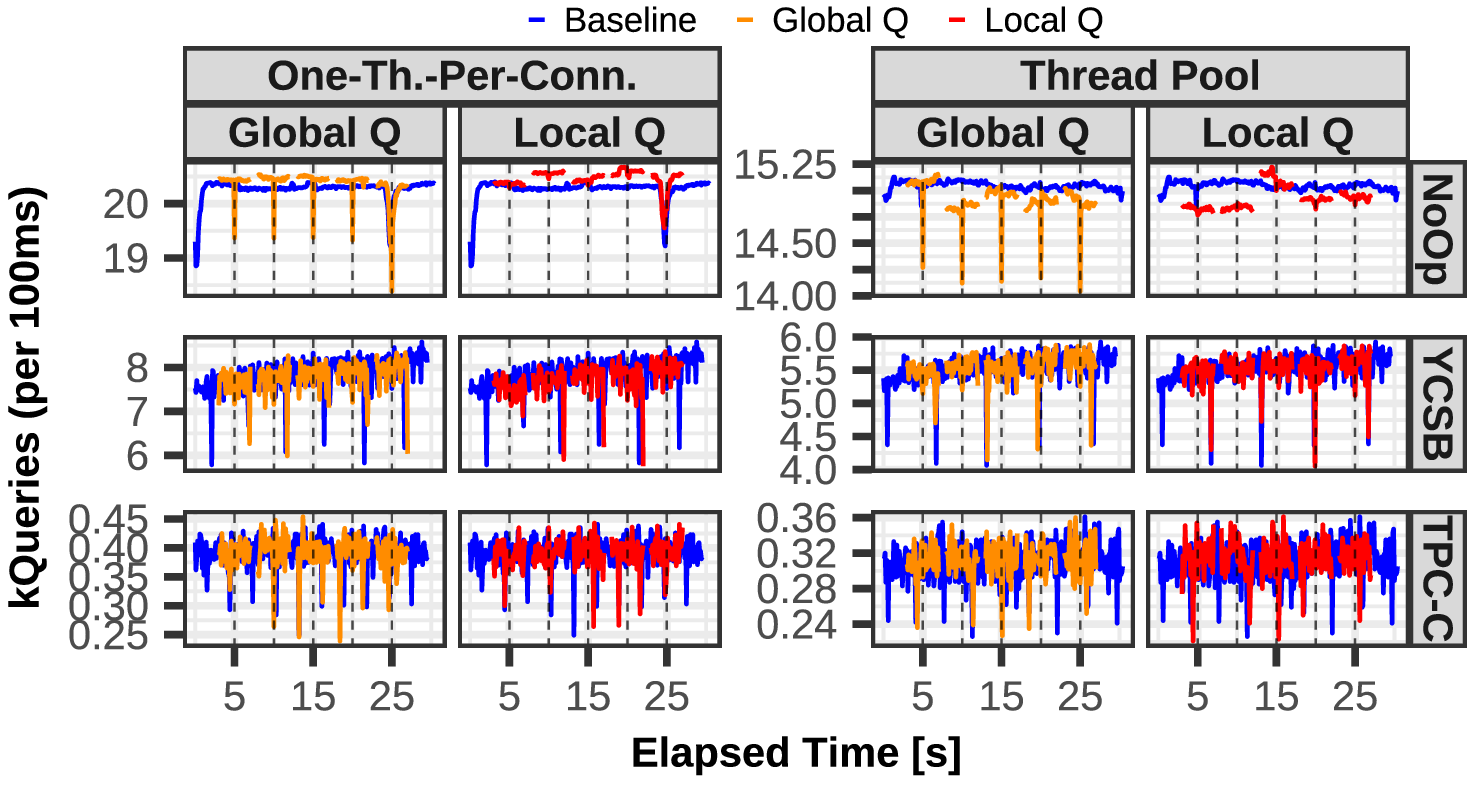 Baseline Global Q Local Q
One-Th.-Per-Conn. Thread Pool
Global Q Local Q Global Q Local Q
kQueries (per 100ms)
20
19
15.25
14.50
14.00
NoOp
8
7
6
6.0
5.5
5.0
4.5
4.0
YCSB
0.45
0.40
0.35
0.30
0.25
0.36
0.32
0.28
0.24
TPC-C
5 15 25 5 15 25 5 15 25 5 15 25
Elapsed Time [s]